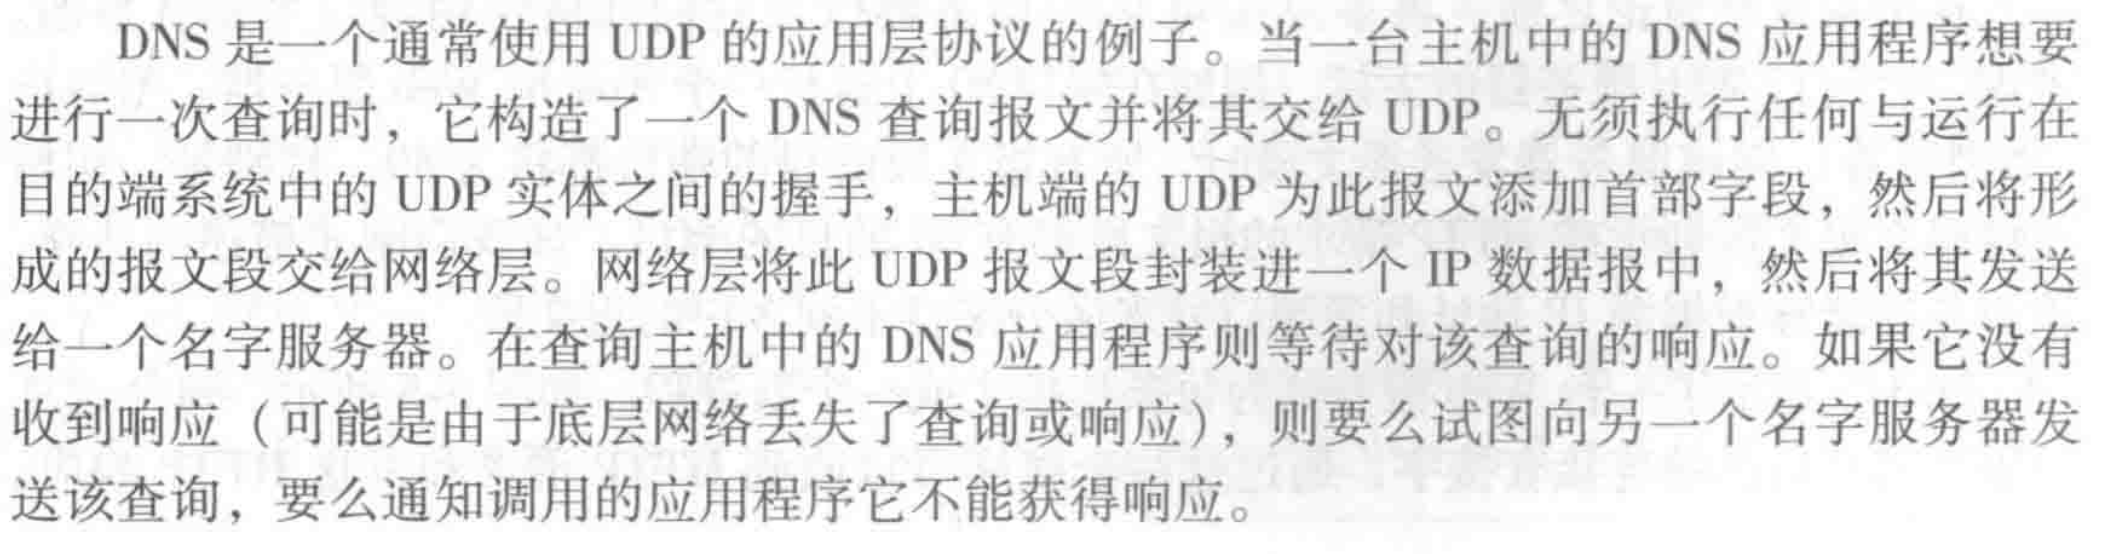 DNS 是一个通常使用 UDP 的应用层协议的例子。当一台主机中的 DNS 应用程序想要
进行一次查询时，它构造了一个 DNS 查询报文并将其交给 UDP。无须执行任何与运行在
目的端系统中的 UDP 实体之间的握手，主机端的 UDP 为此报文添加首部字段，然后将形
成的报文段交给网络层。网络层将此 UDP 报文段封装进一个 IP 数据报中，然后将其发送
给一个名字服务器。在查询主机中的 DNS 应用程序则等待对该查询的响应。如果它没有
收到响应（可能是由于底层网络丢失了查询或响应），则要么试图向另一个名字服务器发
送该查询，要么通知调用的应用程序它不能获得响应。